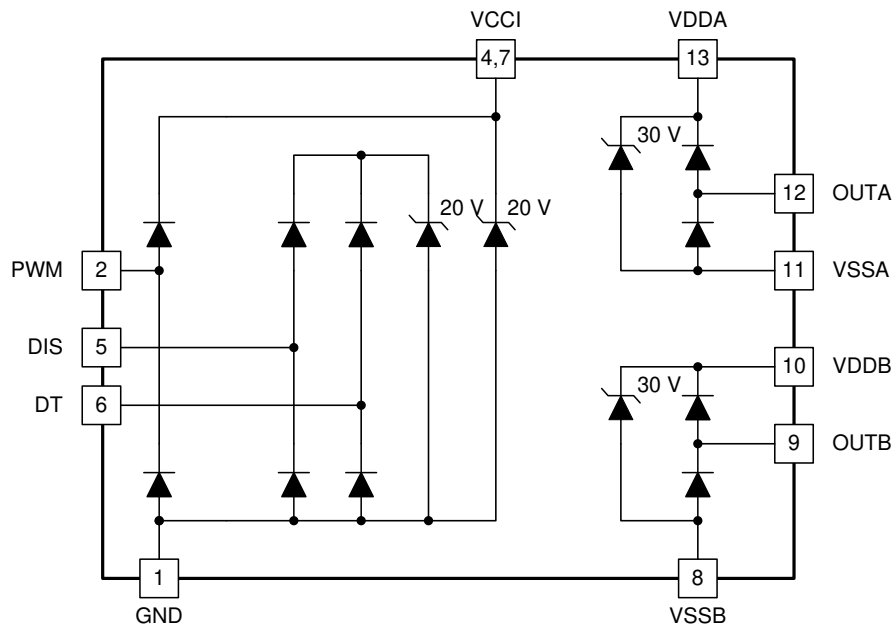 VCCI
VDDA
4,7
13
30 V
20 V
20 V
12
OUTA
PWM
2
11
VSSA
DIS
5
10
VDDB
30 V
DT
6
9
OUTB
1
8
GND
VSSB